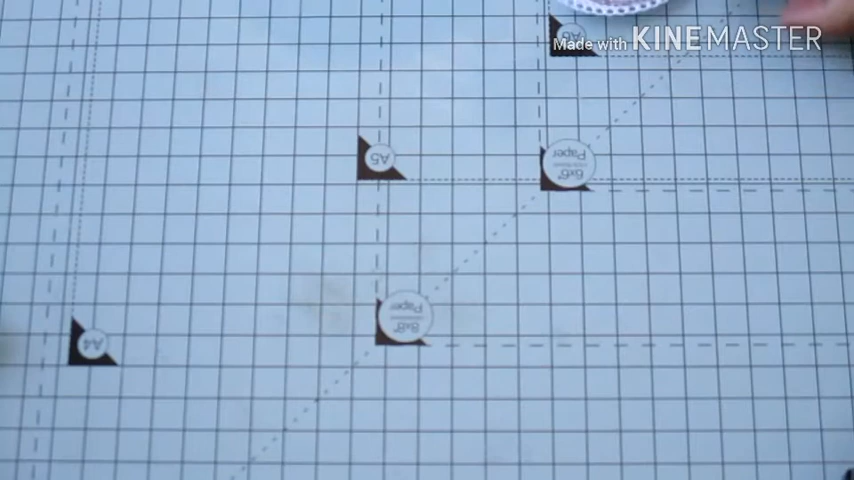 A6
Made with KINEMASTER
A5
6x6"
Paper
8x8"
Paper
A4